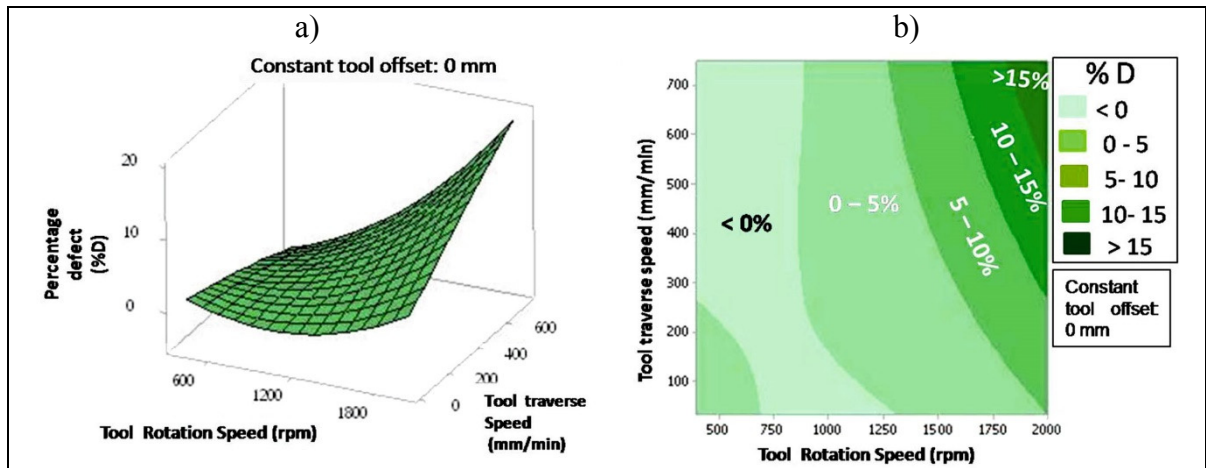 a)
Constant tool offset: 0 mm
20
10
0
Percentage
defect
(%D)
600
1200
1800
Tool Rotation Speed (rpm)
0
200
400
600
Tool traverse
Speed
(mm/min)
b)
700
600
500
400
300
200
100
Tool traverse speed (mm/min)
500
750
1000
1250
1500
1750
2000
Tool Rotation Speed (rpm)
< 0%
0 – 5%
5 – 10%
10 – 15%
>15%
% D
< 0
0 - 5
5- 10
10- 15
> 15
Constant
tool offset:
0 mm